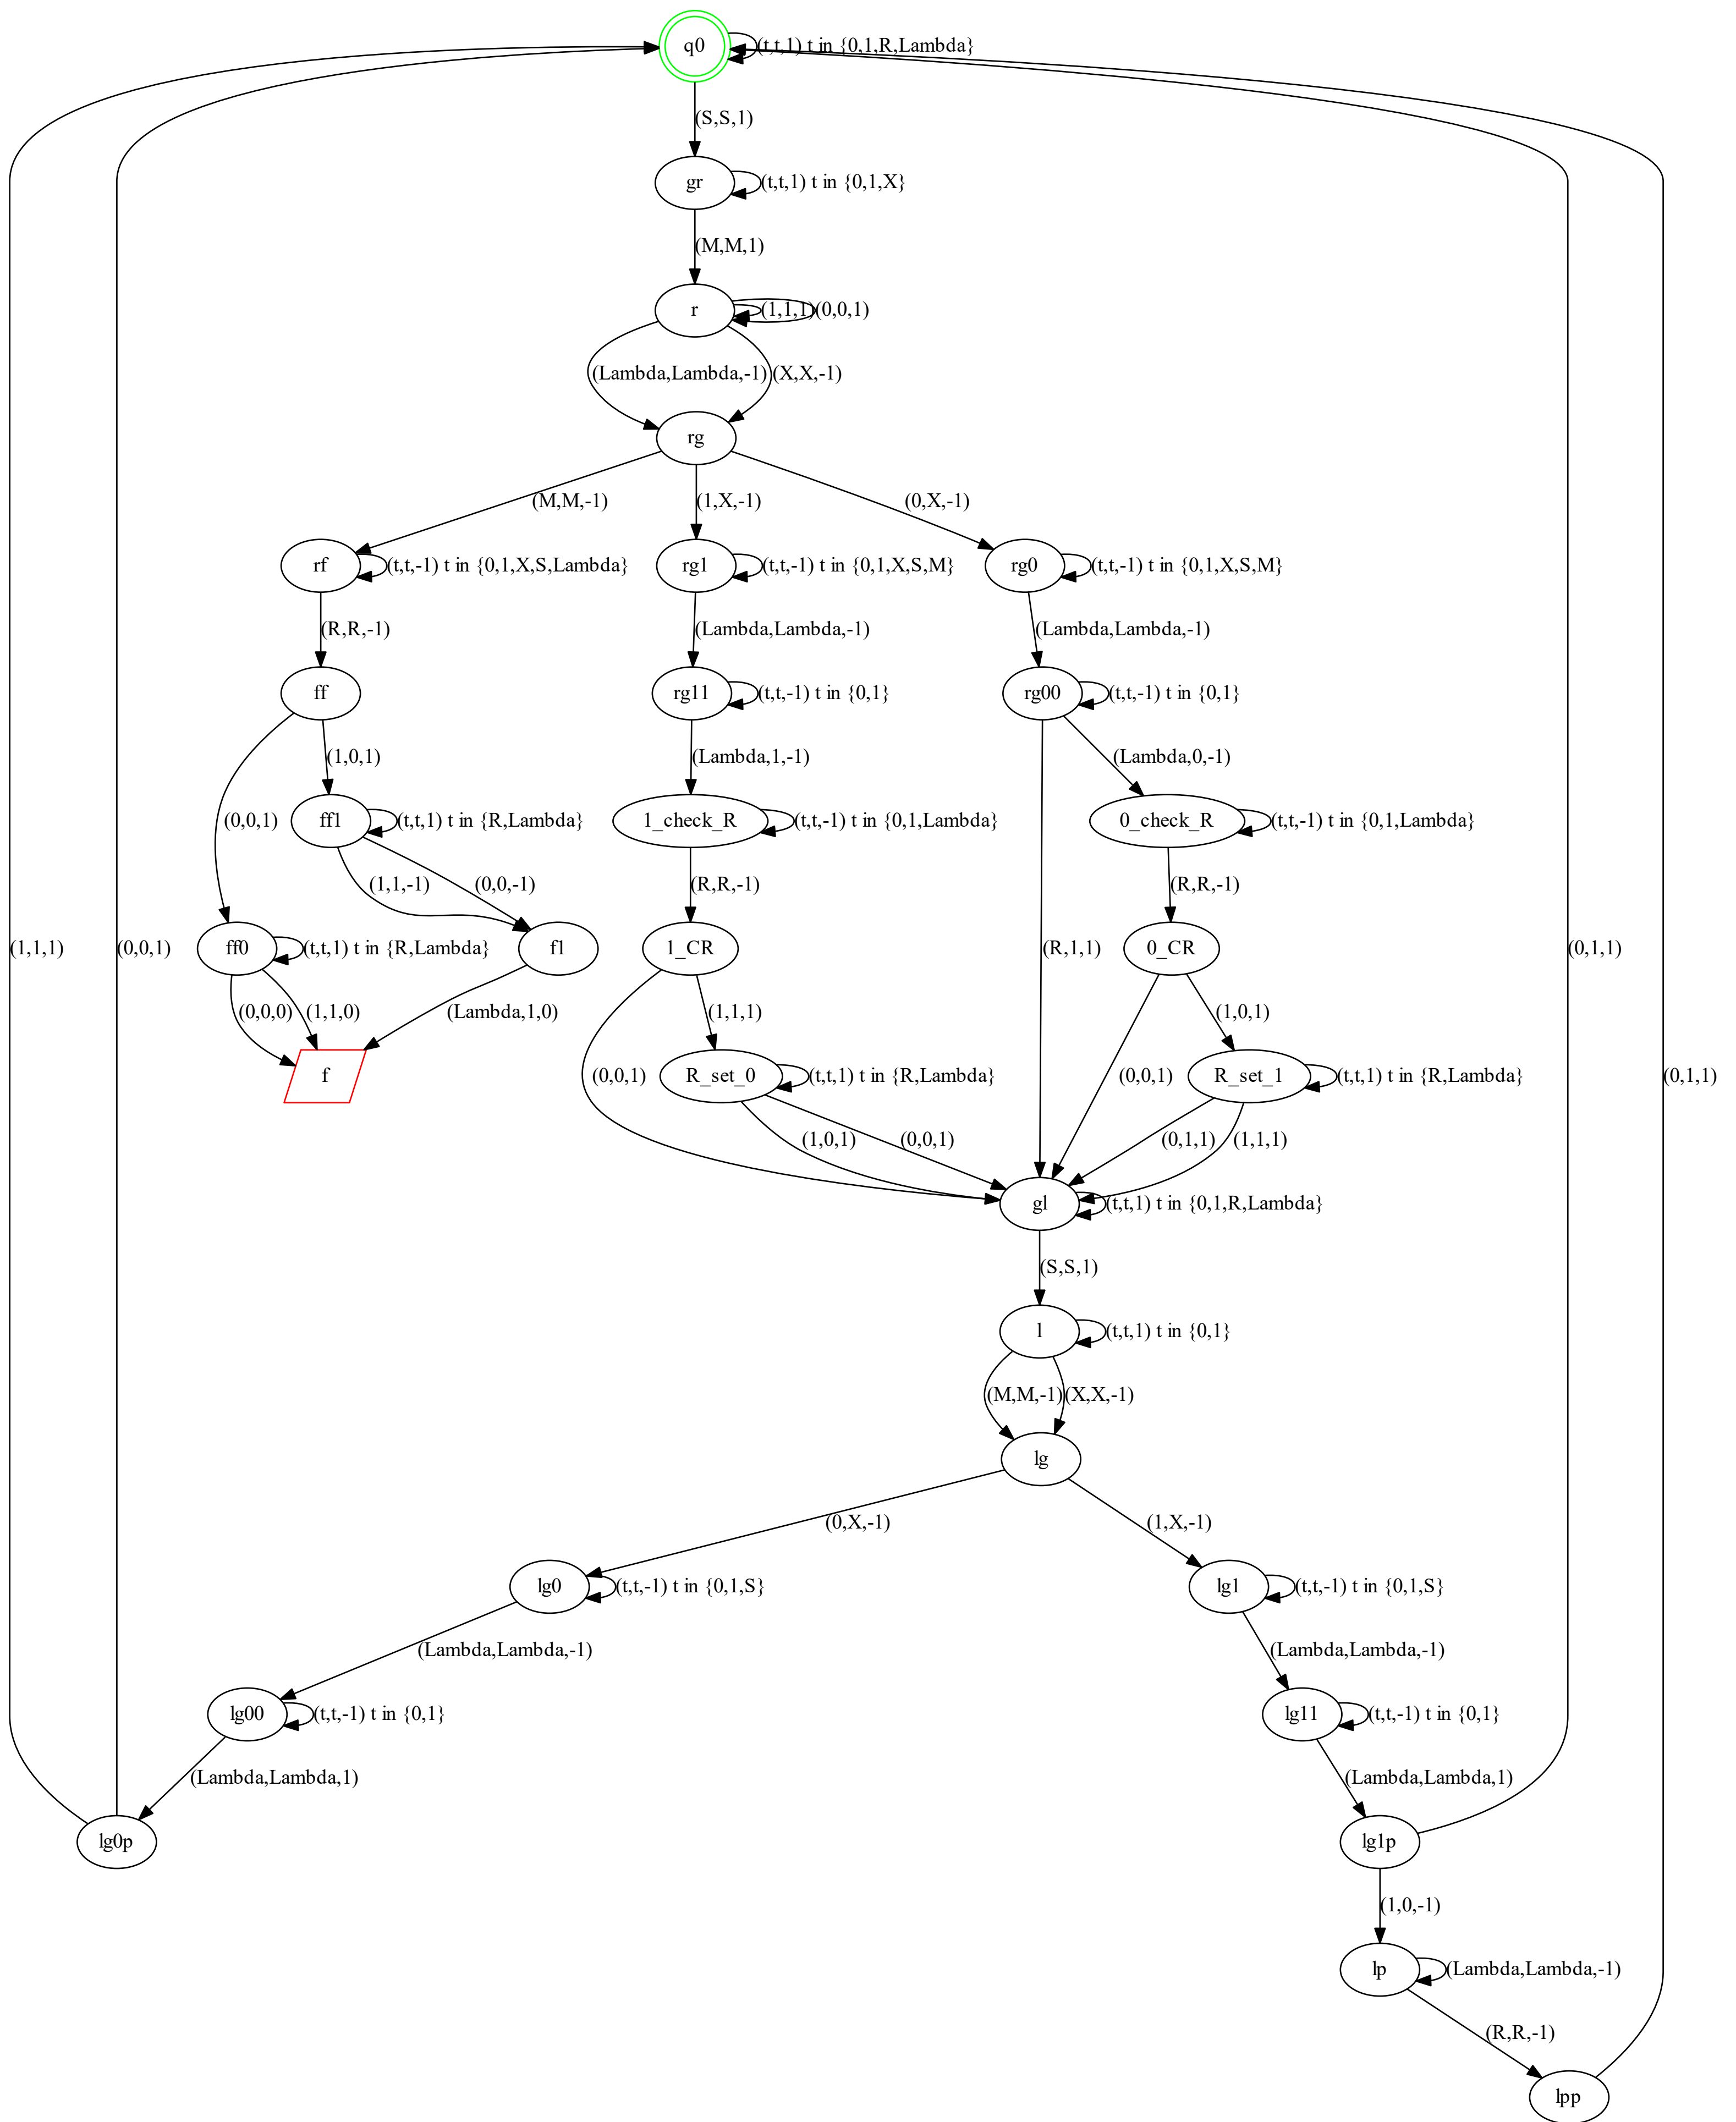 q0
(t,t,1) t in {0,1,R,Lambda}
(S,S,1)
gr
(t,t,1) t in {0,1,X}
(M,M,1)
r
(1,1,1)
(0,0,1)
(Lambda,Lambda,-1)
(X,X,-1)
rg
(M,M,-1)
(1,X,-1)
(0,X,-1)
rf
(t,t,-1) t in {0,1,X,S,Lambda}
rg1
(t,t,-1) t in {0,1,X,S,M}
rg0
(t,t,-1) t in {0,1,X,S,M}
(R,R,-1)
(Lambda,Lambda,-1)
(Lambda,Lambda,-1)
ff
rg11
(t,t,-1) t in {0,1}
rg00
(t,t,-1) t in {0,1}
(1,0,1)
(Lambda,1,-1)
(Lambda,0,-1)
(0,0,1)
ff1
(t,t,1) t in {R,Lambda}
1_check_R
(t,t,-1) t in {0,1,Lambda}
0_check_R
(t,t,-1) t in {0,1,Lambda}
(1,1,-1)
(0,0,-1)
(R,R,-1)
(R,R,-1)
(1,1,1)
(0,0,1)
ff0
(t,t,1) t in {R,Lambda}
f1
1_CR
(R,1,1)
0_CR
(0,1,1)
(0,1,1)
(0,0,0)
(1,1,0)
(Lambda,1,0)
(1,1,1)
(1,0,1)
f
(0,0,1)
R_set_0
(t,t,1) t in {R,Lambda}
(0,0,1)
R_set_1
(t,t,1) t in {R,Lambda}
(1,0,1)
(0,0,1)
(0,1,1)
(1,1,1)
gl
(t,t,1) t in {0,1,R,Lambda}
(S,S,1)
l
(t,t,1) t in {0,1}
(M,M,-1)
(X,X,-1)
lg
(0,X,-1)
(1,X,-1)
lg0
(t,t,-1) t in {0,1,S}
lg1
(t,t,-1) t in {0,1,S}
(Lambda,Lambda,-1)
(Lambda,Lambda,-1)
lg00
(t,t,-1) t in {0,1}
lg11
(t,t,-1) t in {0,1}
(Lambda,Lambda,1)
(Lambda,Lambda,1)
lg0p
lg1p
(1,0,-1)
lp
(Lambda,Lambda,-1)
(R,R,-1)
lpp